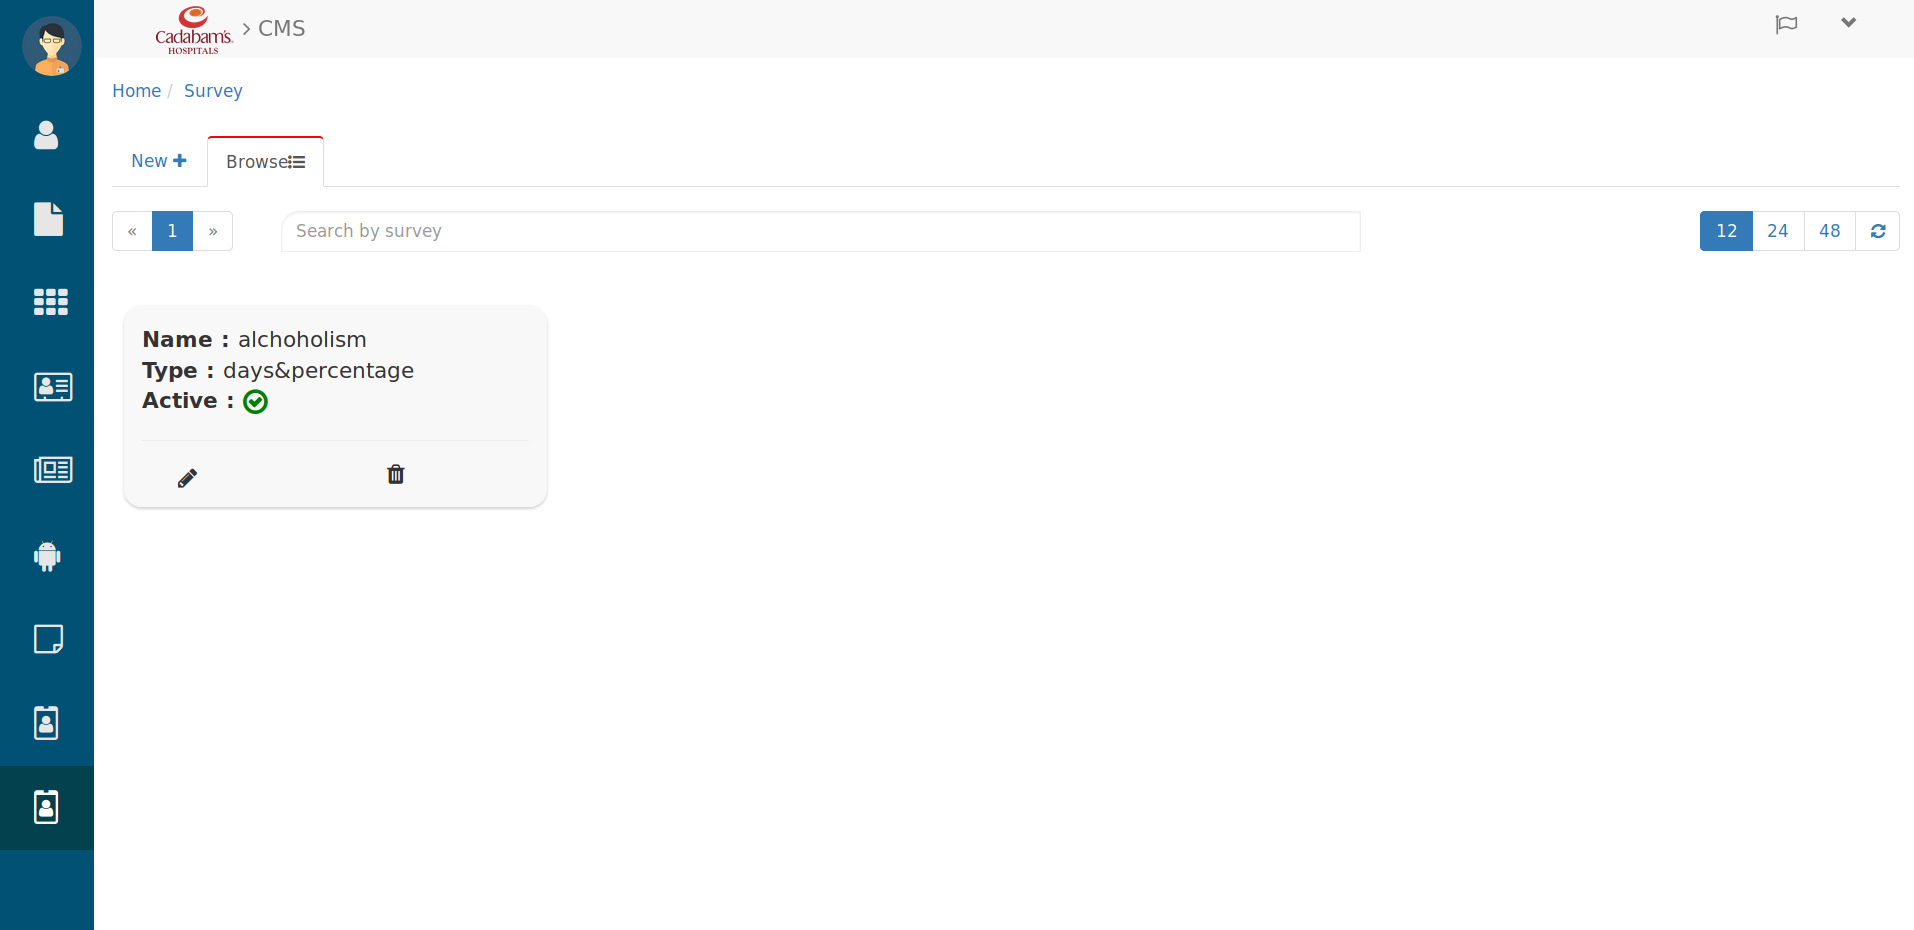 Cadabam's
HOSPITALS
> CMS
Home / Survey
New +
Browse
« 1 »
Search by survey
12 24 48
Name : alchoholism
Type : days&percentage
Active :